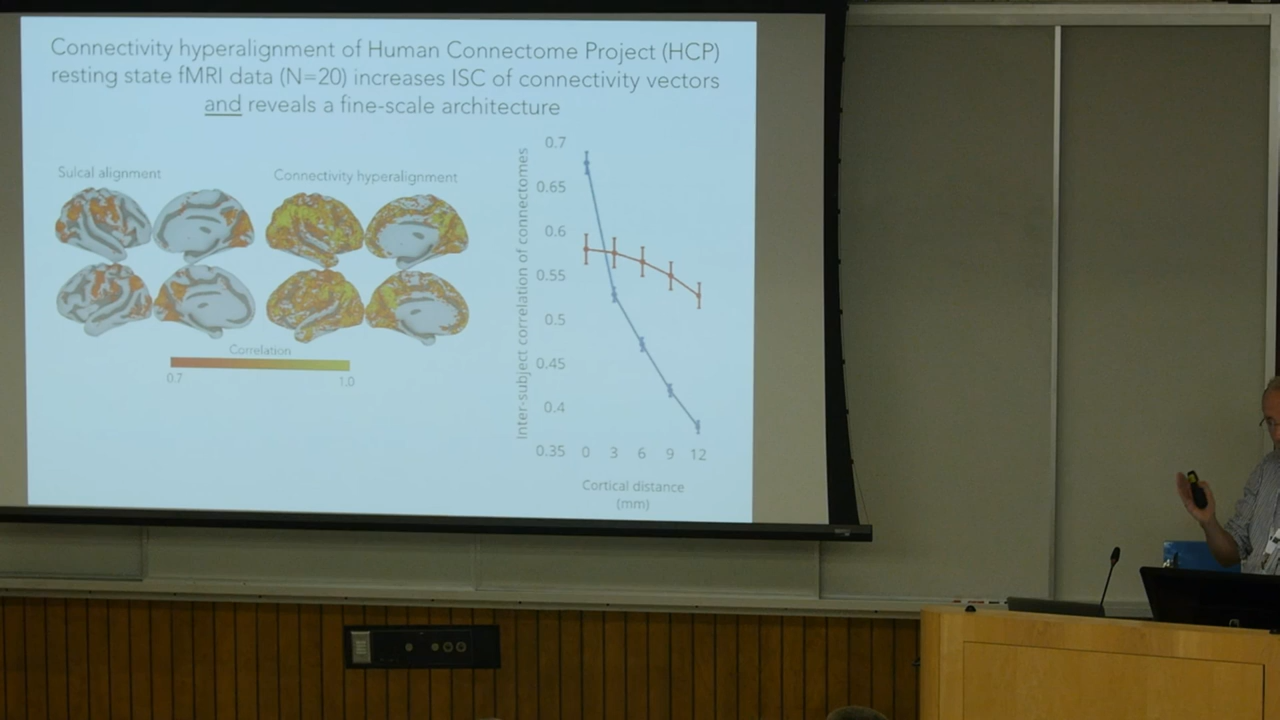 Connectivity hyperalignment of Human Connectome Project (HCP)
resting state fMRI data (N=20) increases ISC of connectivity vectors
and reveals a fine-scale architecture
Sulcal alignment
Connectivity hyperalignment
Correlation
0.7
1.0
Inter-subject correlation of connectomes
0.7
0.65
0.6
0.55
0.5
0.45
0.4
0.35
0 3 6 9 12
Cortical distance
(mm)